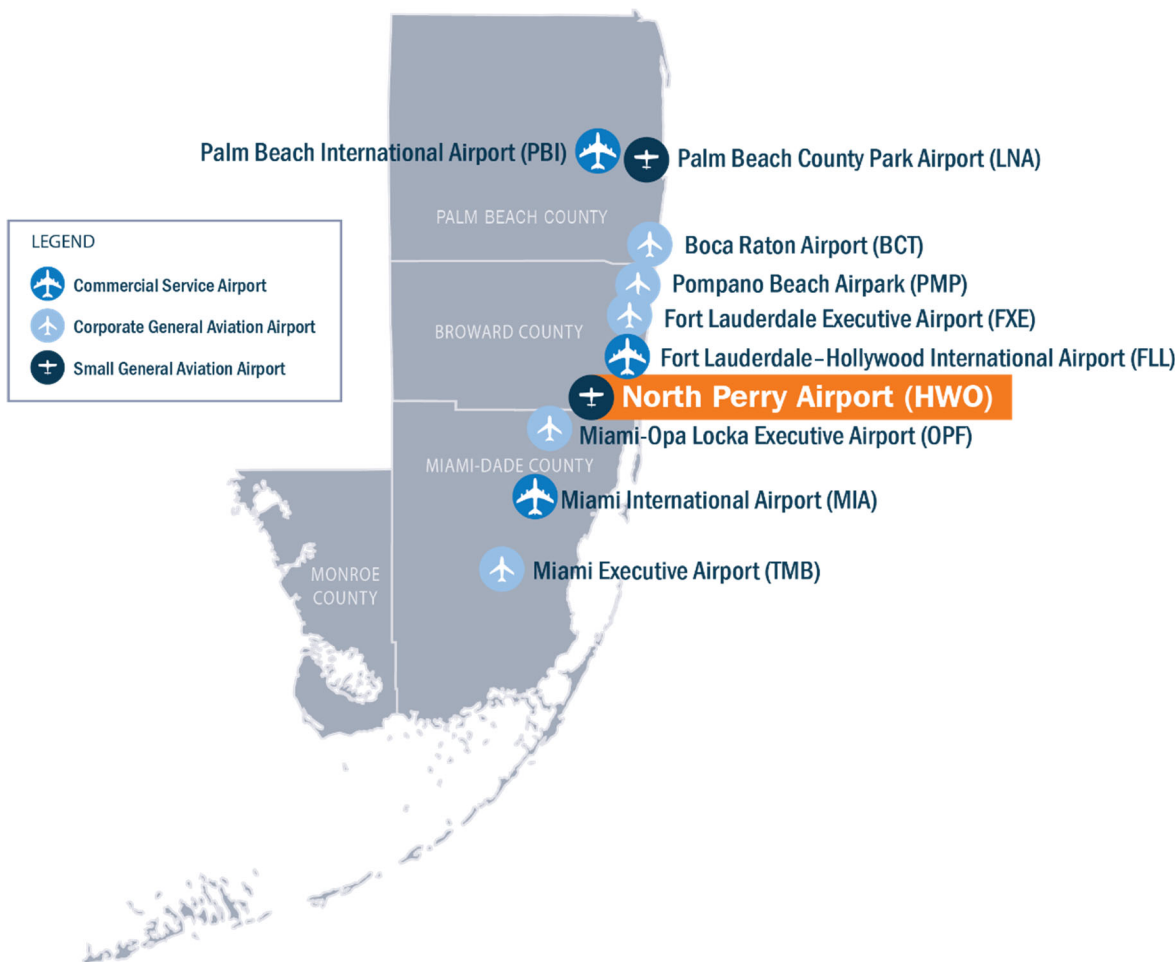 Palm Beach International Airport (PBI)
Palm Beach County Park Airport (LNA)
PALM BEACH COUNTY
LEGEND
Commercial Service Airport
Corporate General Aviation Airport
Small General Aviation Airport
Boca Raton Airport (BCT)
Pompano Beach Airpark (PMP)
BROWARD COUNTY
Fort Lauderdale Executive Airport (FXE)
Fort Lauderdale–Hollywood International Airport (FLL)
North Perry Airport (HWO)
Miami-Opa Locka Executive Airport (OPF)
MIAMI-DADE COUNTY
Miami International Airport (MIA)
Miami Executive Airport (TMB)
MONROE
COUNTY